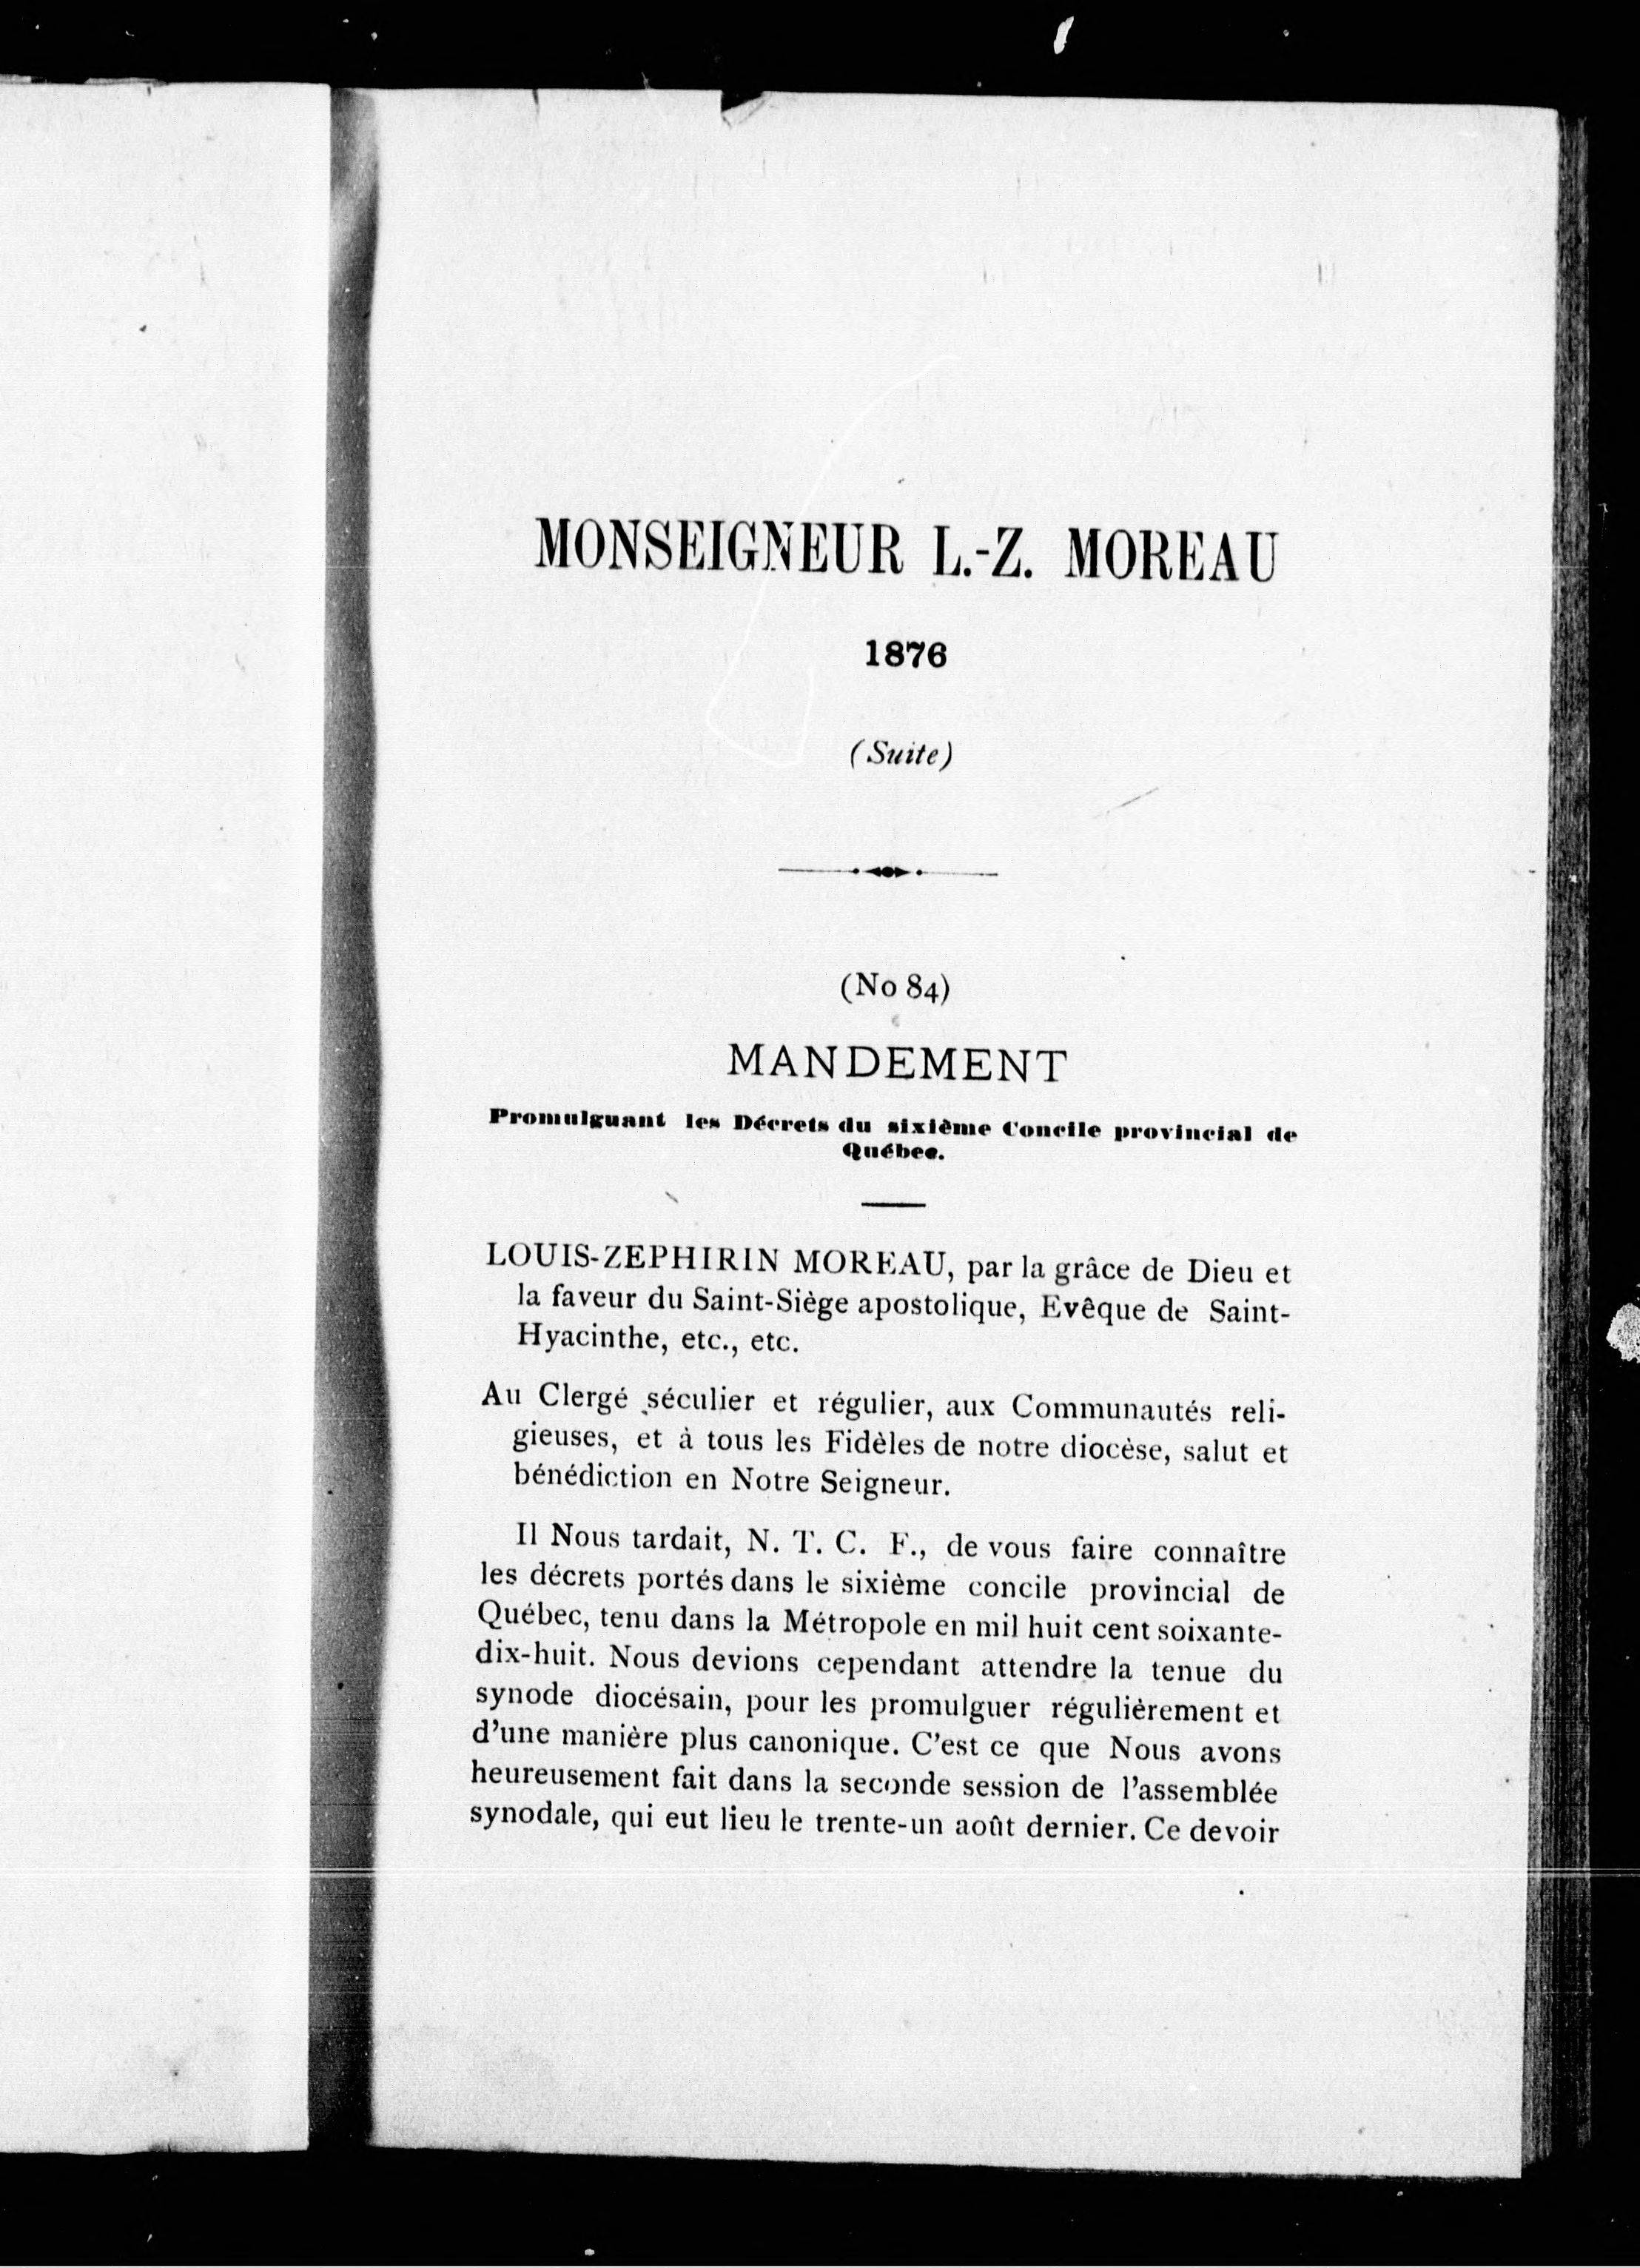 MONSEIGNEUR L.-Z. MOREAU
1876
(Suite)
(No 84)
MANDEMENT
Promulguant les Décrets du sixième Concile provincial de
Québec.
LOUIS-ZEPHIRIN MOREAU, par la grâce de Dieu et
la faveur du Saint-Siège apostolique, Evêque de Saint-
Hyacinthe, etc., etc.
Au Clergé séculier et régulier, aux Communautés reli-
gieuses, et à tous les Fidèles de notre diocèse, salut et
bénédiction en Notre Seigneur.
Il Nous tardait, N. T. C. F., de vous faire connaître
les décrets portés dans le sixième concile provincial de
Québec, tenu dans la Métropole en mil huit cent soixante-
dix-huit. Nous devions cependant attendre la tenue du
synode diocésain, pour les promulguer régulièrement et
d'une manière plus canonique. C'est ce que Nous avons
heureusement fait dans la seconde session de l'assemblée
synodale, qui eut lieu le trente-un août dernier. Ce devoir